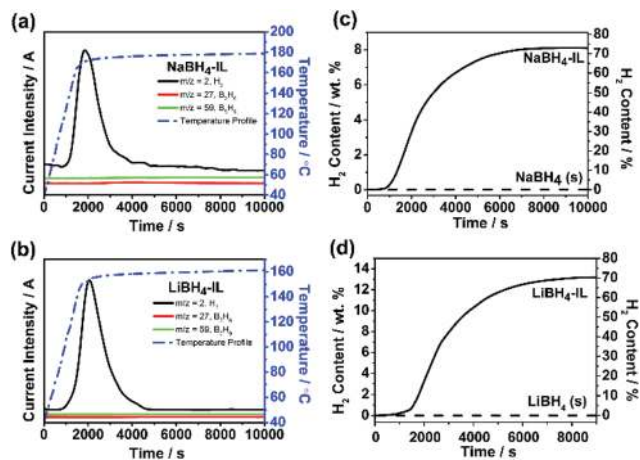 (a)
Current Intensity / A
180
160
140
120
100
80
60
40
Temperature / °C
NaBH4-IL
m/z = 2, H2
m/z = 27, B2H6
m/z = 59, B5H9
Temperature Profile
0 2000 4000 6000 8000 10000
Time / s
(c)
H2 Content / wt. %
8
6
4
2
0
NaBH4-IL
NaBH4 (s)
80
70
60
50
40
30
20
10
0
H2 Content / %
0 2000 4000 6000 8000 10000
Time / s
(b)
Current Intensity / A
160
140
120
100
80
60
40
Temperature / °C
LiBH4-IL
m/z = 2, H2
m/z = 27, B2H6
m/z = 59, B5H9
Temperature Profile
0 2000 4000 6000 8000 10000
Time / s
(d)
H2 Content / wt. %
14
12
10
8
6
4
2
0
LiBH4-IL
LiBH4 (s)
80
70
60
50
40
30
20
10
0
H2 Content / %
0 2000 4000 6000 8000
Time / s